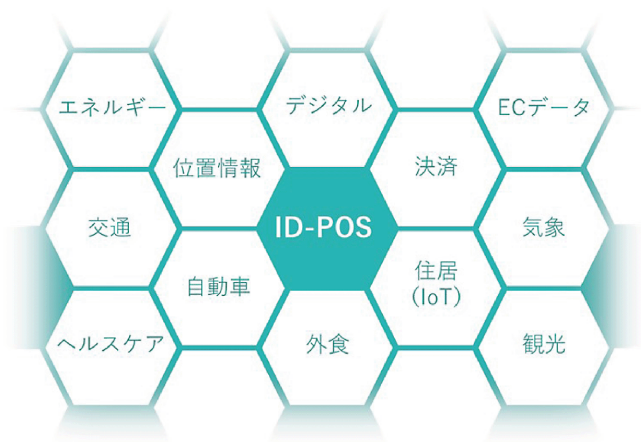 エネルギー
デジタル
ECデータ
位置情報
決済
交通
ID-POS
気象
自動車
住居
(IoT)
ヘルスケア
外食
観光